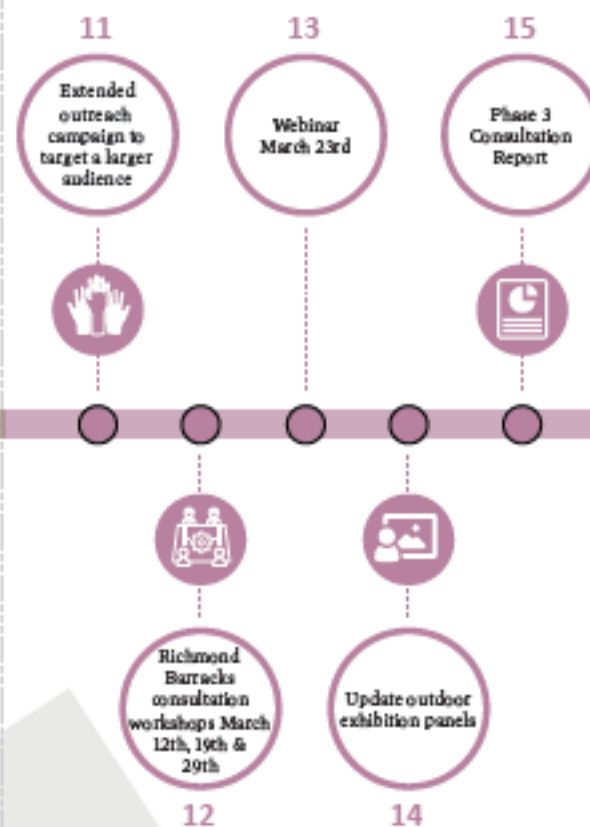 11
Extended
outreach
campaign to
target a larger
audience
13
Webinar
March 23rd
15
Phase 3
Consultation
Report
Richmond
Barracks
consultation
workshops March
12th, 19th &
29th
12
Update outdoor
exhibition panels
14